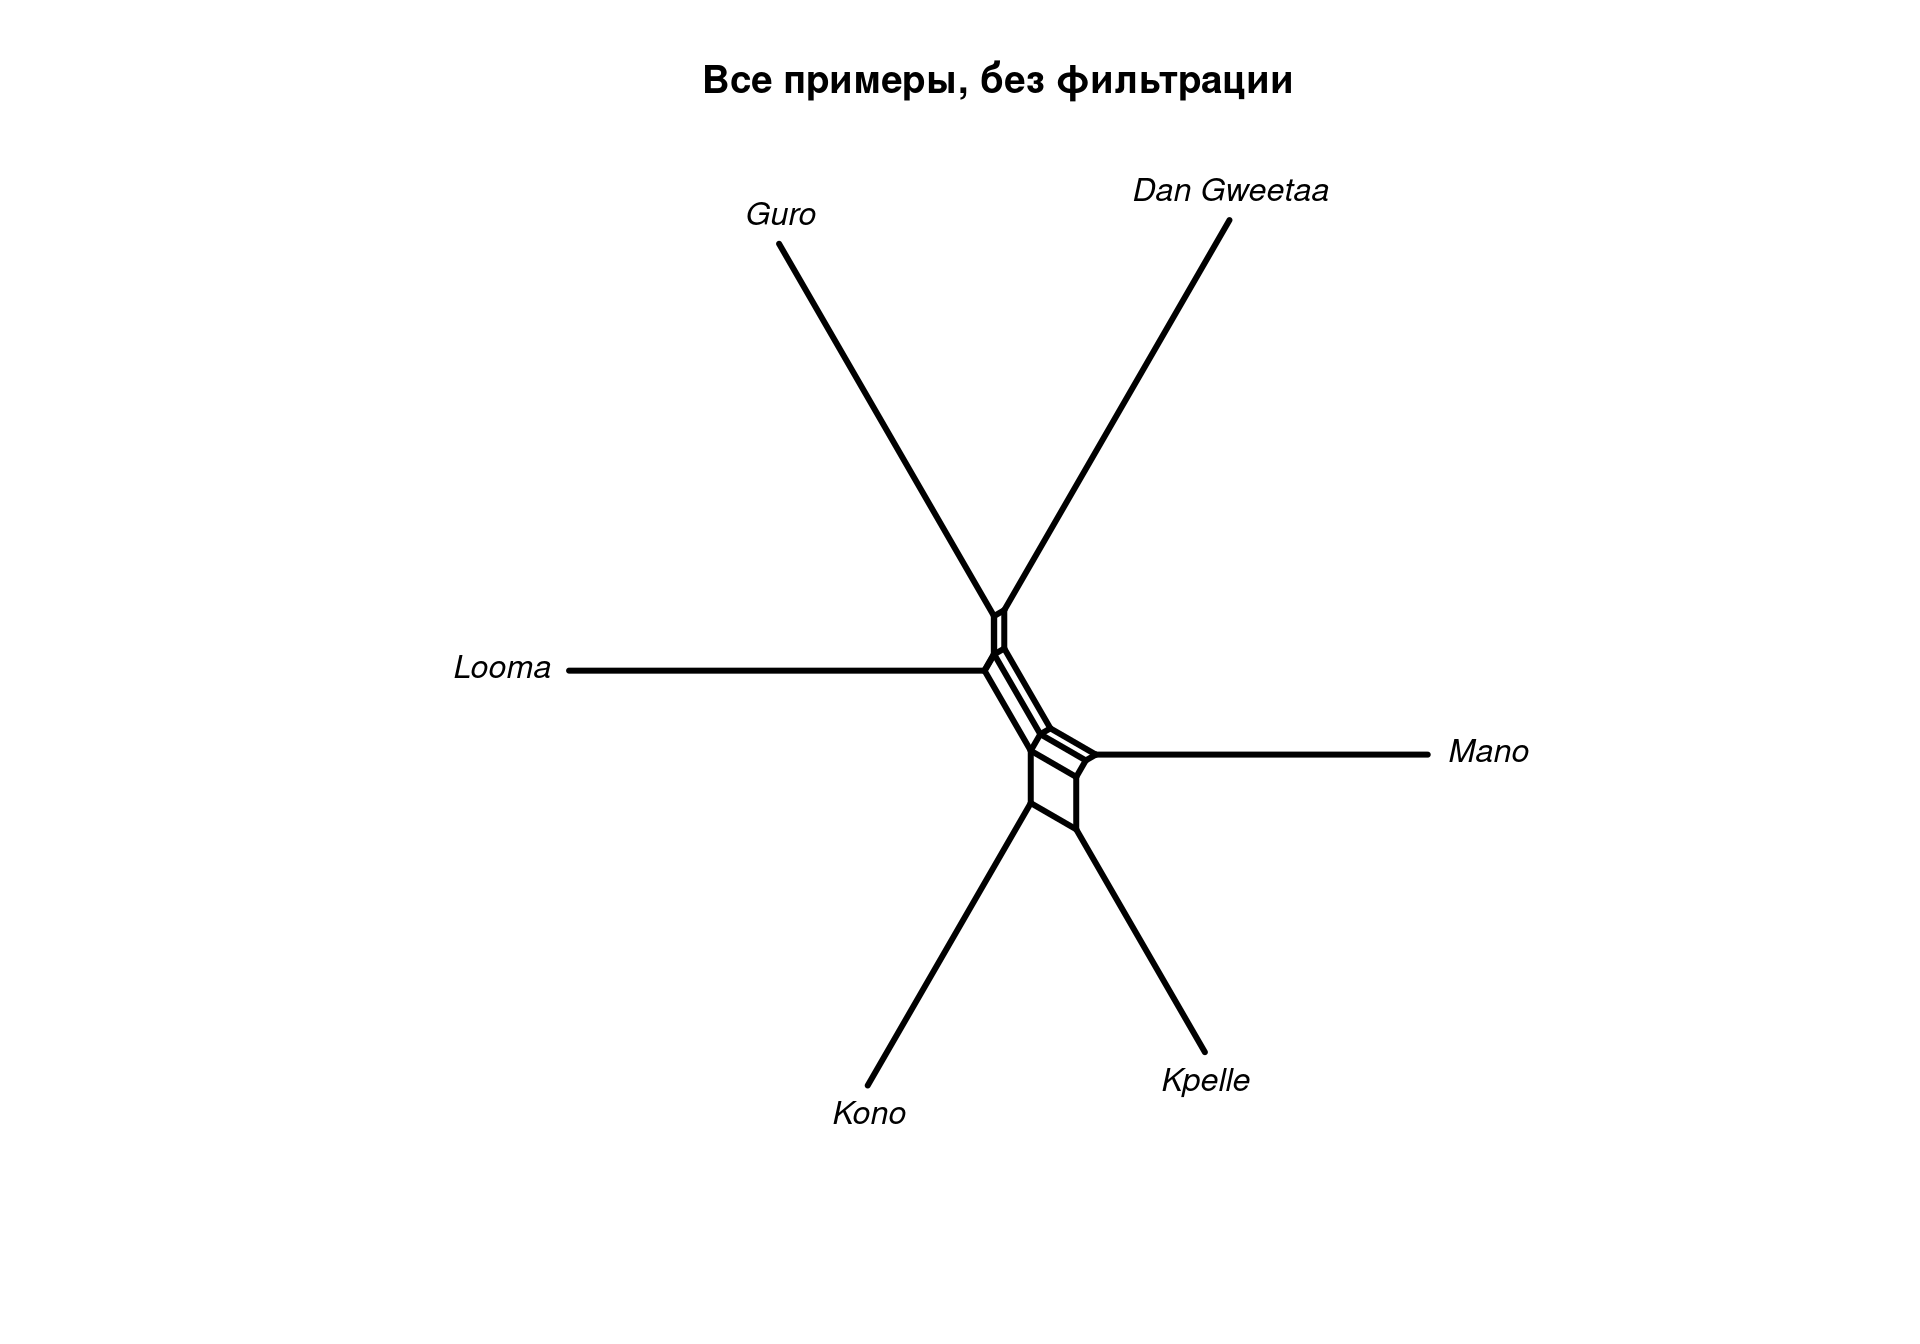 Все примеры, без фильтрации
Dan Gweetaa
Guro
Looma
Mano
Kpelle
Kono